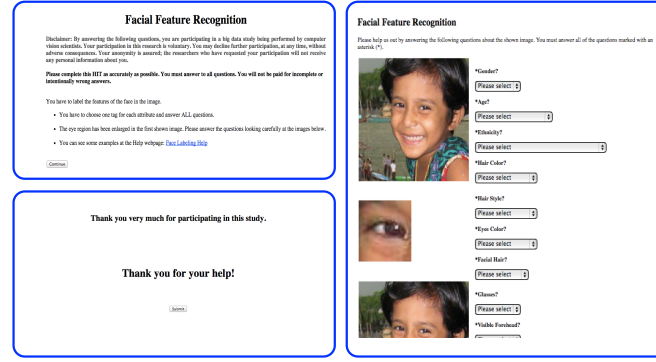 Facial Feature Recognition
Disclaimer: By answering the following questions, you are participating in a big data study being performed by computer
vision scientists. Your participation in this research is voluntary. You may decline further participation, at any time, without
adverse consequences. Your anonymity is assured; the researchers who have requested your participation will not receive
any personal information about you.
Please complete this HIT as accurately as possible. You must answer to all questions. You will not be paid for incomplete or
intentionally wrong answers.
You have to label the features of the face in the image.
• You have to choose one tag for each attribute and answer ALL questions.
• The eye region has been enlarged in the first shown image. Please answer the questions looking carefully at the images below.
• You can see some examples at the Help webpage: Face Labeling Help
Continue
Thank you very much for participating in this study.
Thank you for your help!
Submit
Facial Feature Recognition
Please help us out by answering the following questions about the shown image. You must answer all of the questions marked with an
asterisk (*).
*Gender?
Please select
*Age?
Please select
*Ethnicity?
Please select
*Hair Color?
Please select
*Hair Style?
Please select
*Eyes Color?
Please select
*Facial Hair?
Please select
*Glasses?
Please select
*Visible Forehead?